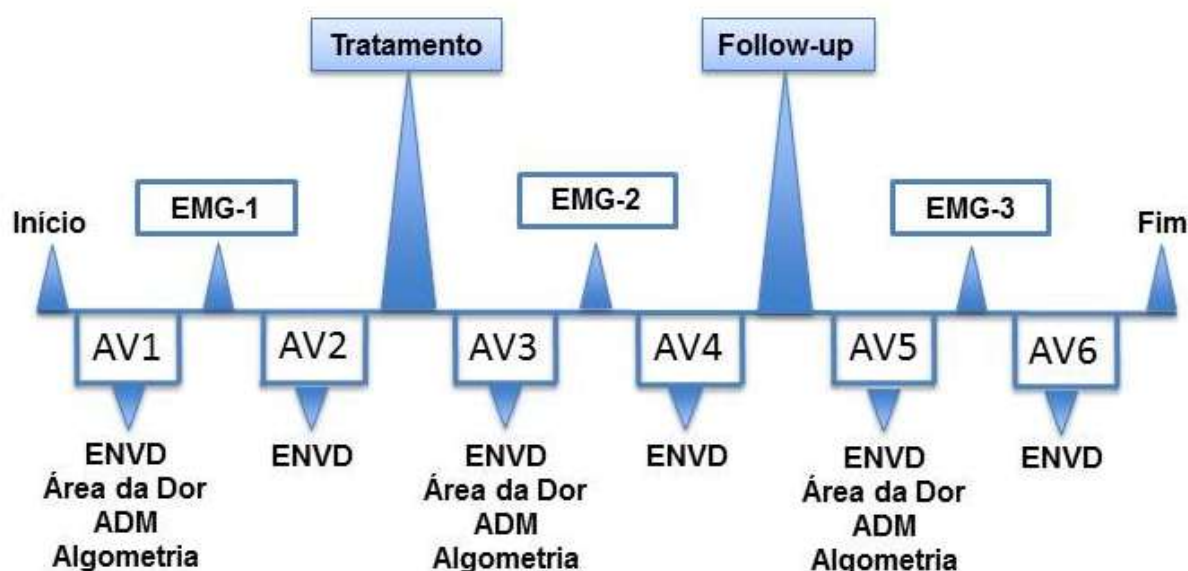 Tratamento
Follow-up
EMG-1
EMG-2
EMG-3
Início
Fim
AV1
AV2
AV3
AV4
AV5
AV6
ENVD
Área da Dor
ADM
Algometria
ENVD
ENVD
Área da Dor
ADM
Algometria
ENVD
ENVD
Área da Dor
ADM
Algometria
ENVD